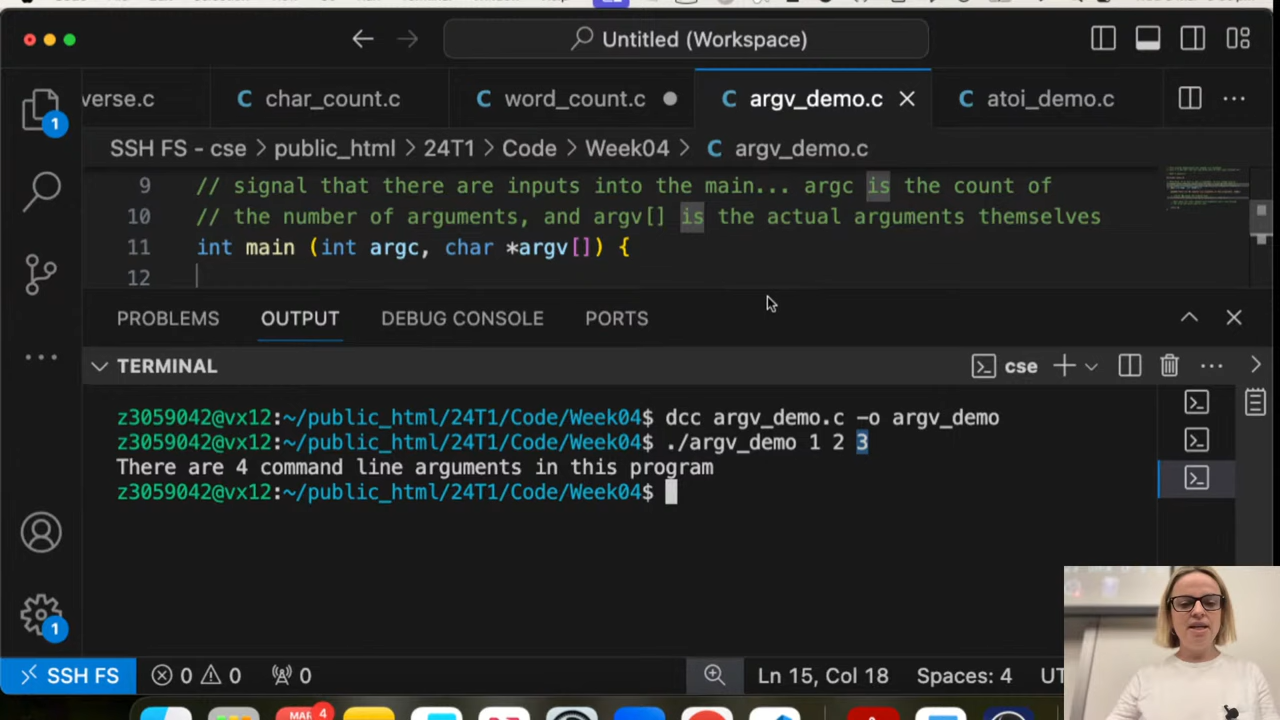 Untitled (Workspace)
verse.c
char_count.c
word_count.c
argv_demo.c
atoi_demo.c
SSH FS - cse > public_html > 24T1 > Code > Week04 > C argv_demo.c
9 // signal that there are inputs into the main... argc is the count of
10 // the number of arguments, and argv[] is the actual arguments themselves
11 int main (int argc, char *argv[]) {
12
PROBLEMS OUTPUT DEBUG CONSOLE PORTS
TERMINAL
cse
z3059042@vx12:~/public_html/24T1/Code/Week04$ dcc argv_demo.c -o argv_demo
z3059042@vx12:~/public_html/24T1/Code/Week04$ ./argv_demo 1 2 3
There are 4 command line arguments in this program
z3059042@vx12:~/public_html/24T1/Code/Week04$
1
1
SSH FS 0 0 0 Ln 15, Col 18 Spaces: 4 UT
MAR 4